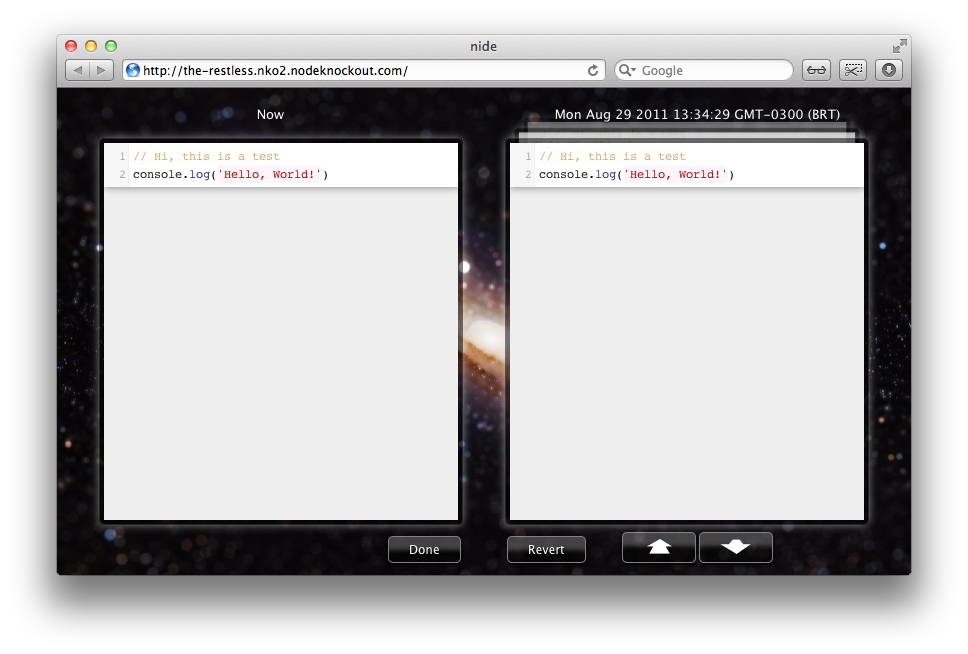 nide
http://the-restless.nko2.nodeknockout.com/
Google
Now
Mon Aug 29 2011 13:34:29 GMT-0300 (BRT)
1 // Hi, this is a test
2 console.log('Hello, World!')
1 // Hi, this is a test
2 console.log('Hello, World!')
Done
Revert